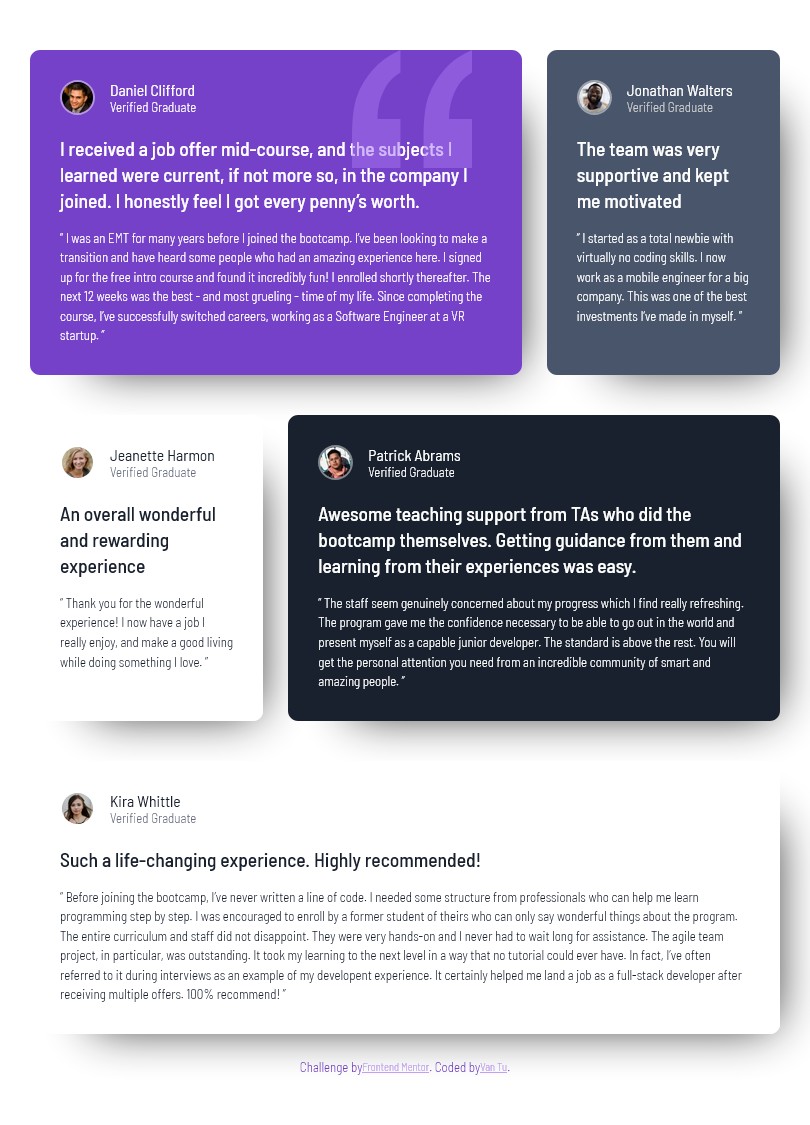 Daniel Clifford
Verified Graduate
I received a job offer mid-course, and the subjects I
learned were current, if not more so, in the company I
joined. I honestly feel I got every penny’s worth.
“ I was an EMT for many years before I joined the bootcamp. I’ve been looking to make a
transition and have heard some people who had an amazing experience here. I signed
up for the free intro course and found it incredibly fun! I enrolled shortly thereafter. The
next 12 weeks was the best - and most grueling - time of my life. Since completing the
course, I’ve successfully switched careers, working as a Software Engineer at a VR
startup. ”
Jonathan Walters
Verified Graduate
The team was very
supportive and kept
me motivated
“ I started as a total newbie with
virtually no coding skills. I now
work as a mobile engineer for a big
company. This was one of the best
investments I’ve made in myself. ”
Jeanette Harmon
Verified Graduate
An overall wonderful
and rewarding
experience
“ Thank you for the wonderful
experience! I now have a job I
really enjoy, and make a good living
while doing something I love. ”
Patrick Abrams
Verified Graduate
Awesome teaching support from TAs who did the
bootcamp themselves. Getting guidance from them and
learning from their experiences was easy.
“ The staff seem genuinely concerned about my progress which I find really refreshing.
The program gave me the confidence necessary to be able to go out in the world and
present myself as a capable junior developer. The standard is above the rest. You will
get the personal attention you need from an incredible community of smart and
amazing people. ”
Kira Whittle
Verified Graduate
Such a life-changing experience. Highly recommended!
“ Before joining the bootcamp, I’ve never written a line of code. I needed some structure from professionals who can help me learn
programming step by step. I was encouraged to enroll by a former student of theirs who can only say wonderful things about the program.
The entire curriculum and staff did not disappoint. They were very hands-on and I never had to wait long for assistance. The agile team
project, in particular, was outstanding. It took my learning to the next level in a way that no tutorial could ever have. In fact, I’ve often
referred to it during interviews as an example of my developent experience. It certainly helped me land a job as a full-stack developer after
receiving multiple offers. 100% recommend! ”
Challenge by Frontend Mentor. Coded by Van Tu.